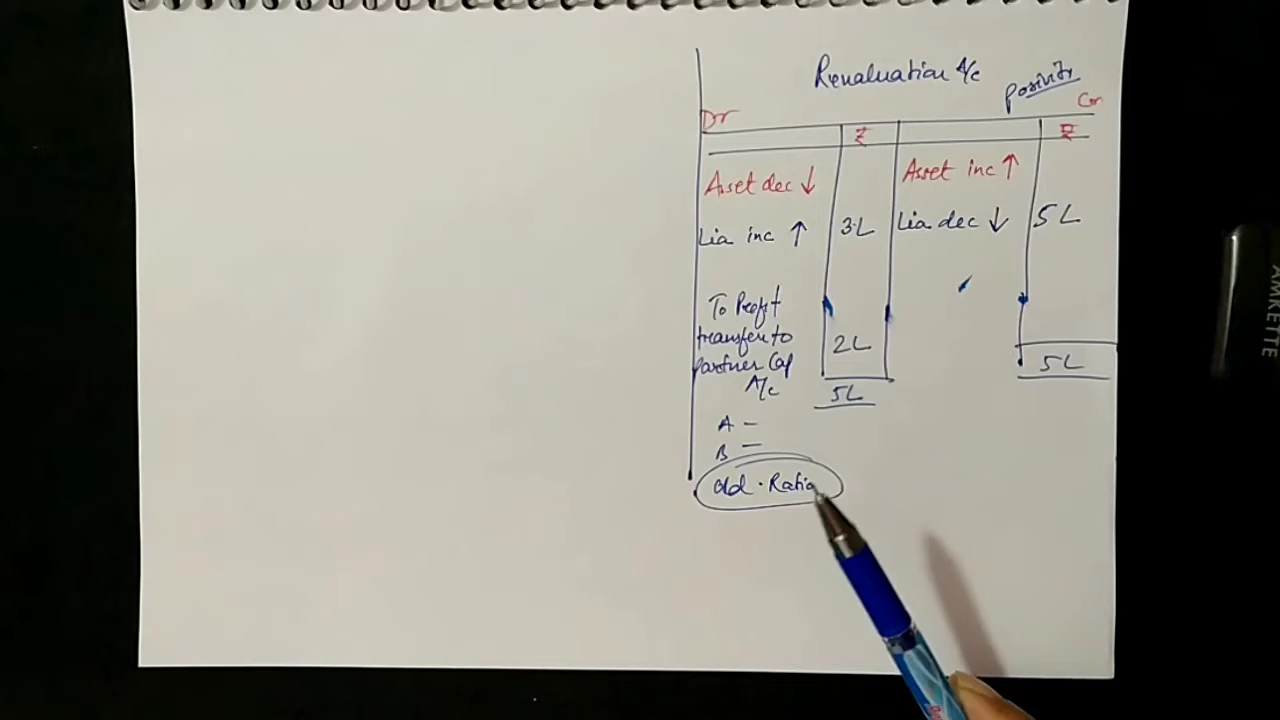 Revaluation A/c
Positive
Dr
Cr
₹
₹
Asset dec ↓
Asset inc ↑
Lia inc ↑
3L
Lia dec ↓
5L
To Profit
transfer to
partner Cap
A/c
2L
5L
5L
A -
B -
Old Ratio
AMKETTE